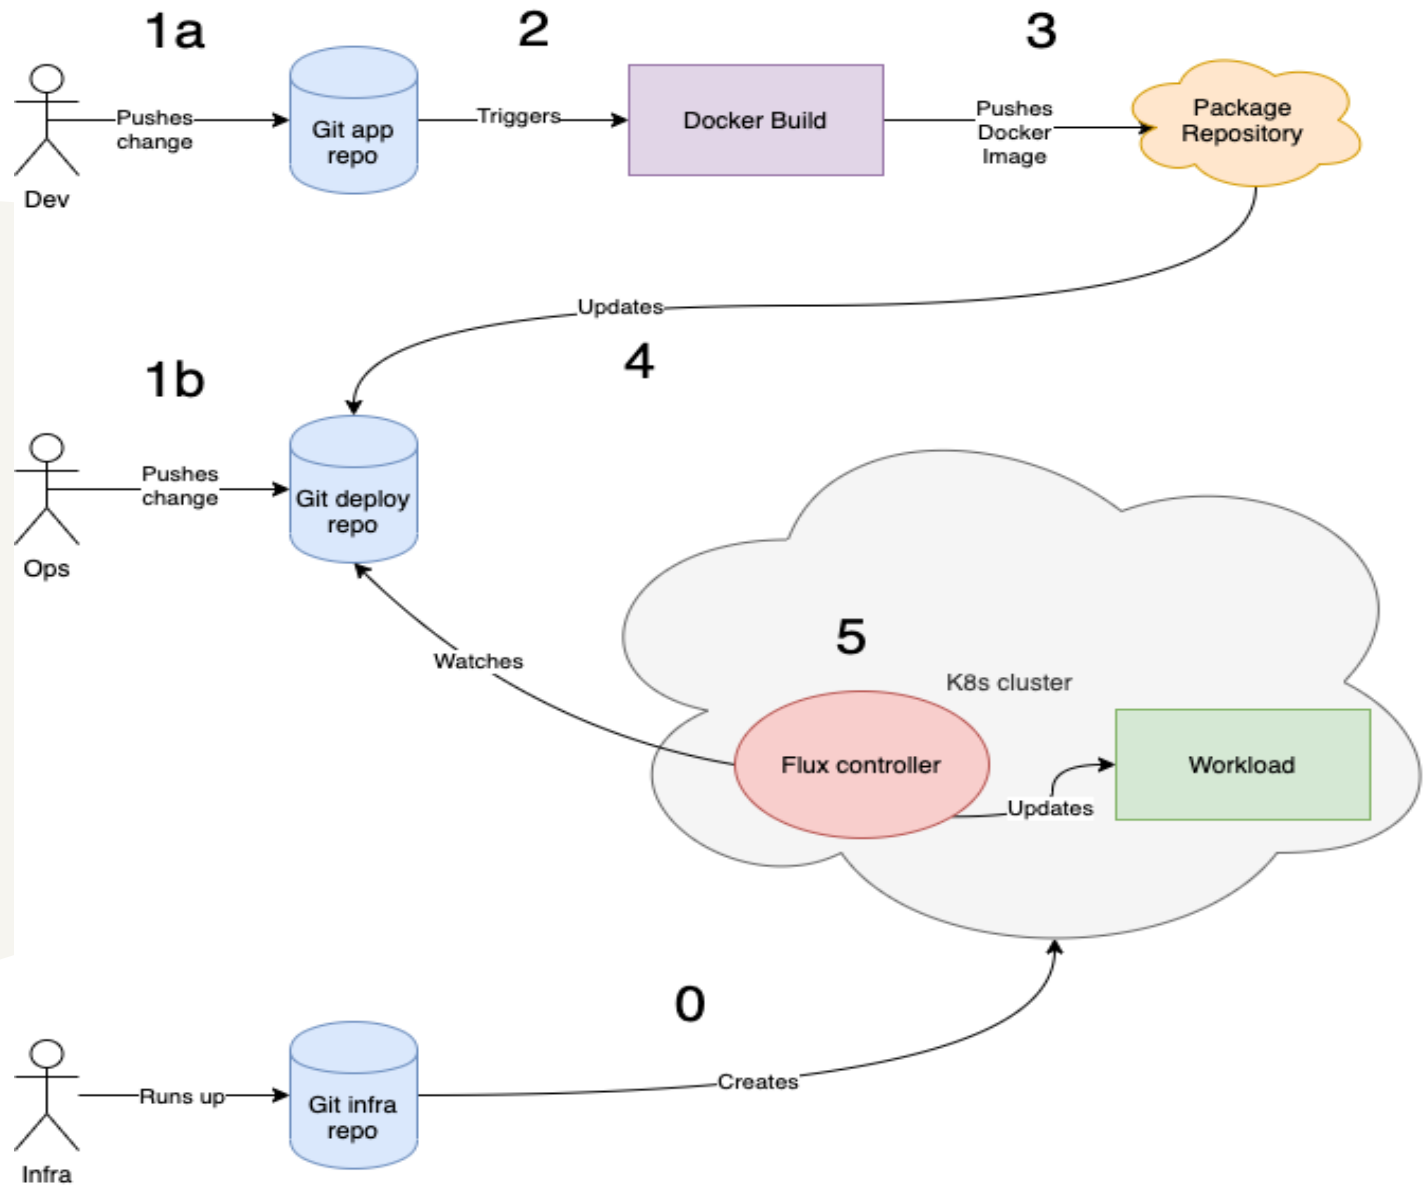 1a
2
3
Pushes
change
Git app
repo
Triggers
Docker Build
Pushes
Docker
Image
Package
Repository
Dev
Updates
4
1b
Pushes
change
Git deploy
repo
Ops
Watches
5
K8s cluster
Flux controller
Updates
Workload
0
Runs up
Git infra
repo
Creates
Infra